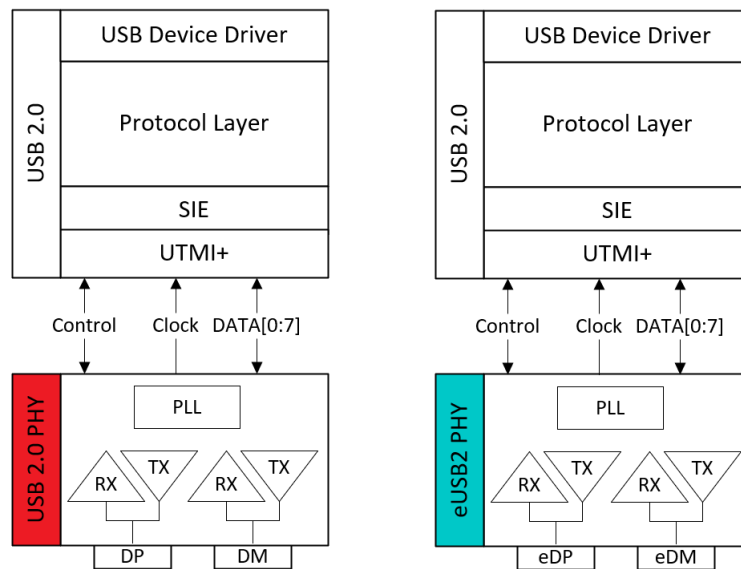 USB 2.0
USB Device Driver
Protocol Layer
SIE
UTMI+
Control
Clock
DATA[0:7]
USB 2.0 PHY
PLL
RX
TX
RX
TX
DP
DM
USB 2.0
USB Device Driver
Protocol Layer
SIE
UTMI+
Control
Clock
DATA[0:7]
eUSB2 PHY
PLL
RX
TX
RX
TX
eDP
eDM